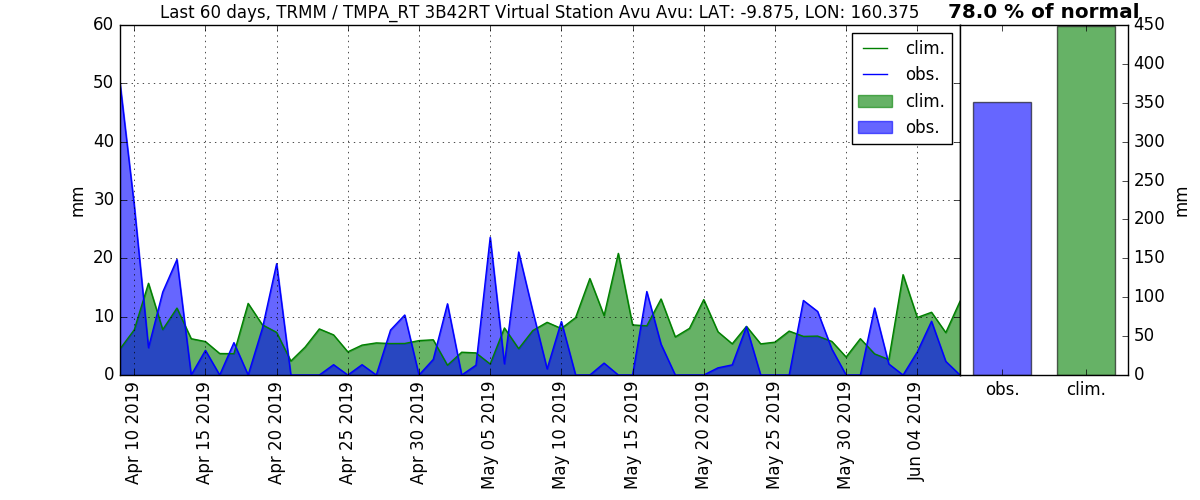 Last 60 days, TRMM / TMPA_RT 3B42RT Virtual Station Avu Avu: LAT: -9.875, LON: 160.375
78.0 % of normal
60
50
40
30
20
10
0
mm
clim.
obs.
clim.
obs.
450
400
350
300
250
200
150
100
50
0
mm
Apr 10 2019
Apr 15 2019
Apr 20 2019
Apr 25 2019
Apr 30 2019
May 05 2019
May 10 2019
May 15 2019
May 20 2019
May 25 2019
May 30 2019
Jun 04 2019
obs.
clim.